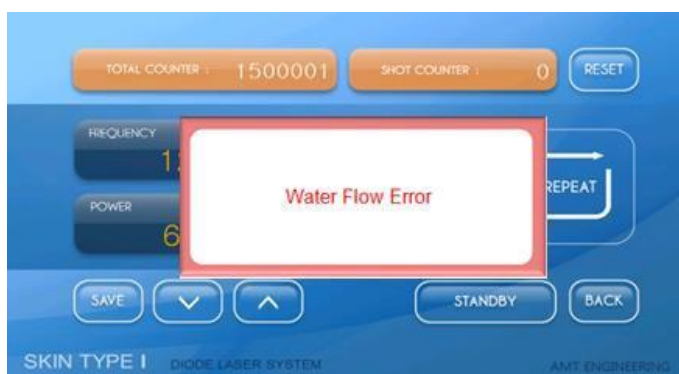 TOTAL COUNTER : 1500001 SHOT COUNTER : 0 RESET
FREQUENCY
Water Flow Error
REPEAT
POWER
SAVE STANDBY BACK
SKIN TYPE I DIODE LASER SYSTEM AMT ENGINEERING